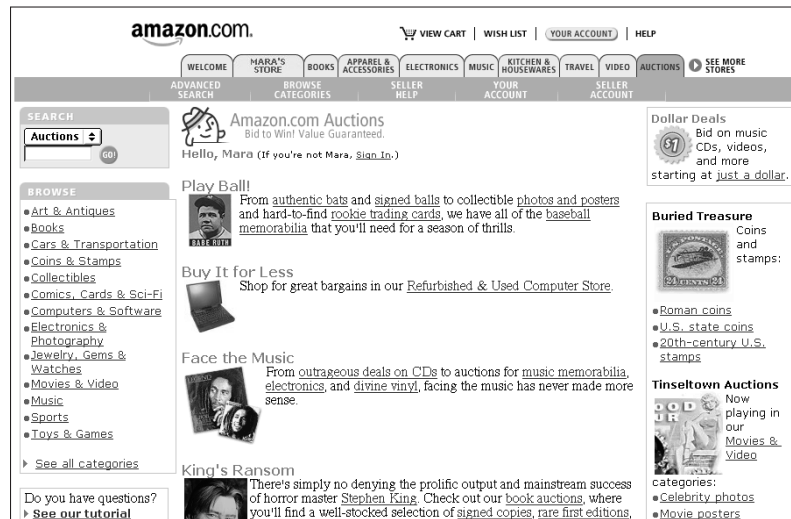 amazon.com.
VIEW CART | WISH LIST | YOUR ACCOUNT | HELP
WELCOME
MARA'S STORE
BOOKS
APPAREL & ACCESSORIES
ELECTRONICS
MUSIC
KITCHEN & HOUSEWARES
TRAVEL
VIDEO
AUCTIONS
SEE MORE STORES
ADVANCED SEARCH
BROWSE CATEGORIES
SELLER HELP
YOUR ACCOUNT
SELLER ACCOUNT
SEARCH
Auctions
GO!
BROWSE
Art & Antiques
Books
Cars & Transportation
Coins & Stamps
Collectibles
Comics, Cards & Sci-Fi
Computers & Software
Electronics &
Photography
Jewelry, Gems &
Watches
Movies & Video
Music
Sports
Toys & Games
See all categories
Do you have questions?
See our tutorial
Amazon.com Auctions
Bid to Win! Value Guaranteed.
Hello, Mara (If you're not Mara, Sign In.)
Play Ball!
From authentic bats and signed balls to collectible photos and posters
and hard-to-find rookie trading cards, we have all of the baseball
memorabilia that you'll need for a season of thrills.
BABE RUTH
Buy It for Less
Shop for great bargains in our Refurbished & Used Computer Store.
Face the Music
From outrageous deals on CDs to auctions for music memorabilia,
electronics, and divine vinyl, facing the music has never made more
sense.
King's Ransom
There's simply no denying the prolific output and mainstream success
of horror master Stephen King. Check out our book auctions, where
you'll find a well-stocked selection of signed copies, rare first editions,
Dollar Deals
$1
Bid on music
CDs, videos,
and more
starting at just a dollar.
Buried Treasure
Coins
and
stamps:
24 CENTS 24
Roman coins
U.S. state coins
20th-century U.S.
stamps
Tinseltown Auctions
Now
playing in
our
Movies &
Video
categories:
Celebrity photos
Movie posters